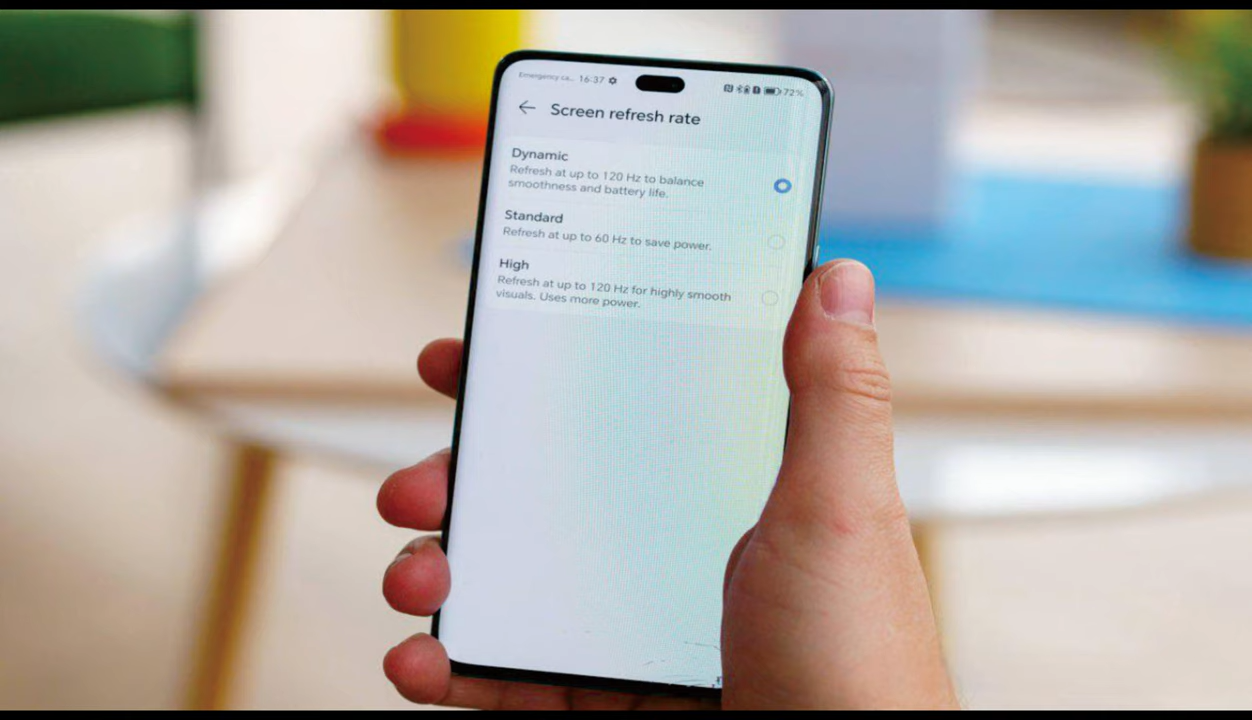 Emergency ca... 16:37
72%
Screen refresh rate
Dynamic
Refresh at up to 120 Hz to balance
smoothness and battery life.
Standard
Refresh at up to 60 Hz to save power.
High
Refresh at up to 120 Hz for highly smooth
visuals. Uses more power.